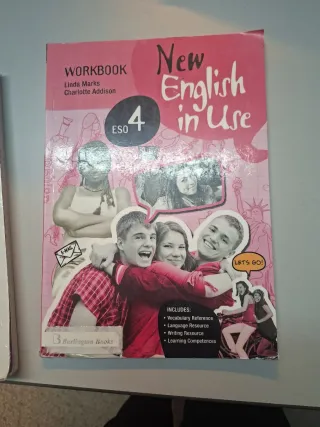 WORKBOOK
Linda Marks
Charlotte Addison
New
English
in Use
ESO 4
E-MAIL
LET'S GO!
INCLUDES:
• Vocabulary Reference
• Language Resource
• Writing Resource
• Learning Competences
B Burlington Books